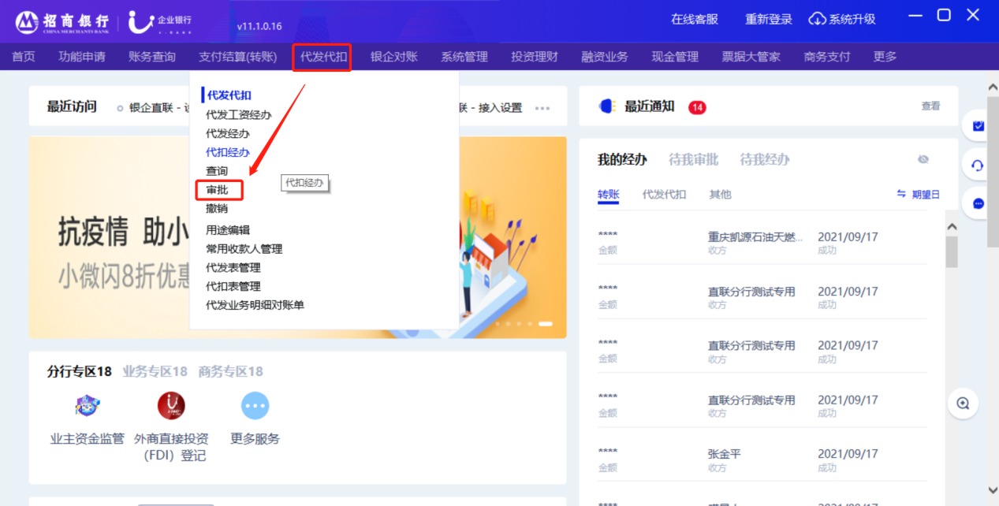 招商银行
CHINA MERCHANTS BANK
企业银行
v11.1.0.16
在线客服 重新登录 系统升级
首页 功能申请 账务查询 支付结算(转账) 代发代扣 银企对账 系统管理 投资理财 融资业务 现金管理 票据大管家 商务支付 更多
最近访问 银企直联 - 联 - 接入设置
代发代扣
代发工资经办
代发经办
代扣经办
查询
审批
撤销
用途编辑
常用收款人管理
代发表管理
代扣表管理
代发业务明细对账单
代扣经办
抗疫情 助小
小微闪8折优惠
最近通知 14 查看
我的经办 待我审批 待我经办
转账 代发代扣 其他 期望日
**** 重庆凯源石油天燃... 2021/09/17
金额 收方 成功
**** 直联分行测试专用 2021/09/17
金额 收方 成功
**** 直联分行测试专用 2021/09/17
金额 收方 成功
**** 直联分行测试专用 2021/09/17
金额 收方 成功
**** 张金平 2021/09/17
金额 收方 成功
分行专区18 业务专区18 商务专区18
业主资金监管 外商直接投资 更多服务
（FDI）登记